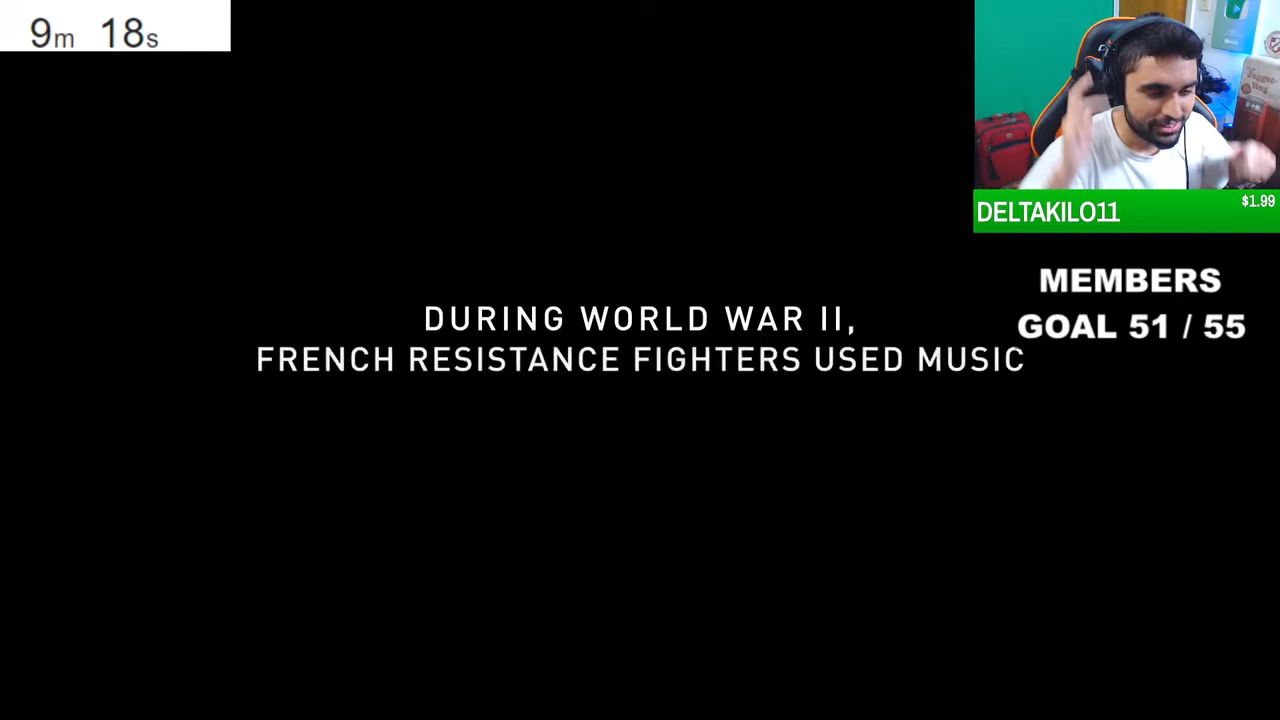 9m 18s
DELTAKILO11
$1.99
MEMBERS
GOAL 51 / 55
DURING WORLD WAR II,
FRENCH RESISTANCE FIGHTERS USED MUSIC